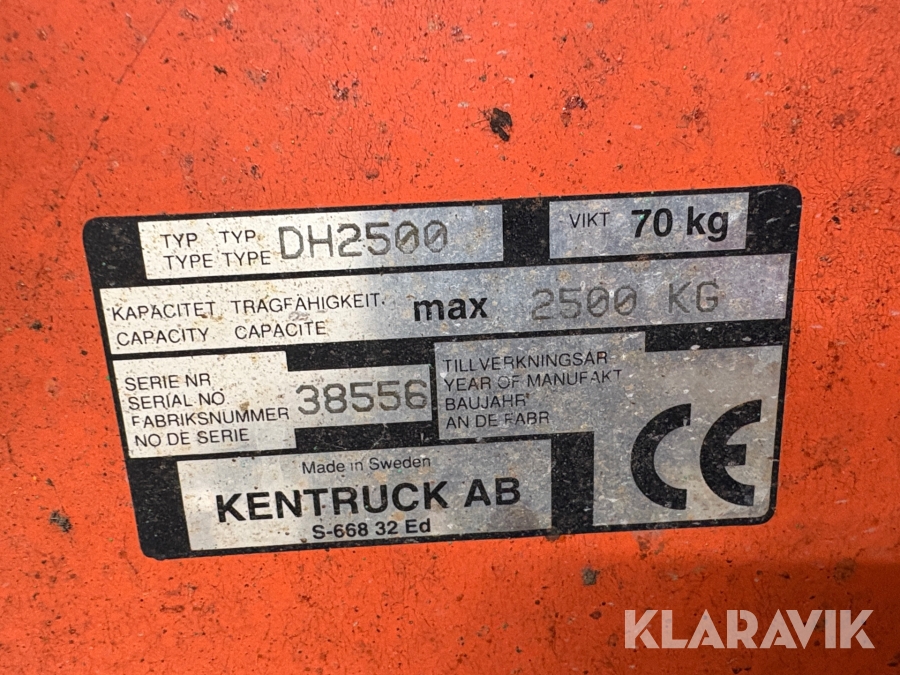 TYP TYP
TYPE TYPE DH2500
VIKT 70 kg
KAPACITET TRAGFÄHIGKEIT
CAPACITY CAPACITE
max 2500 KG
SERIE NR
SERIAL NO
FABRIKSNUMMER
NO DE SERIE
38556
TILLVERKNINGSÅR
YEAR OF MANUFAKT
BAUJAHR
AN DE FABR
CE
Made in Sweden
KENTRUCK AB
S-668 32 Ed
KLARAVIK